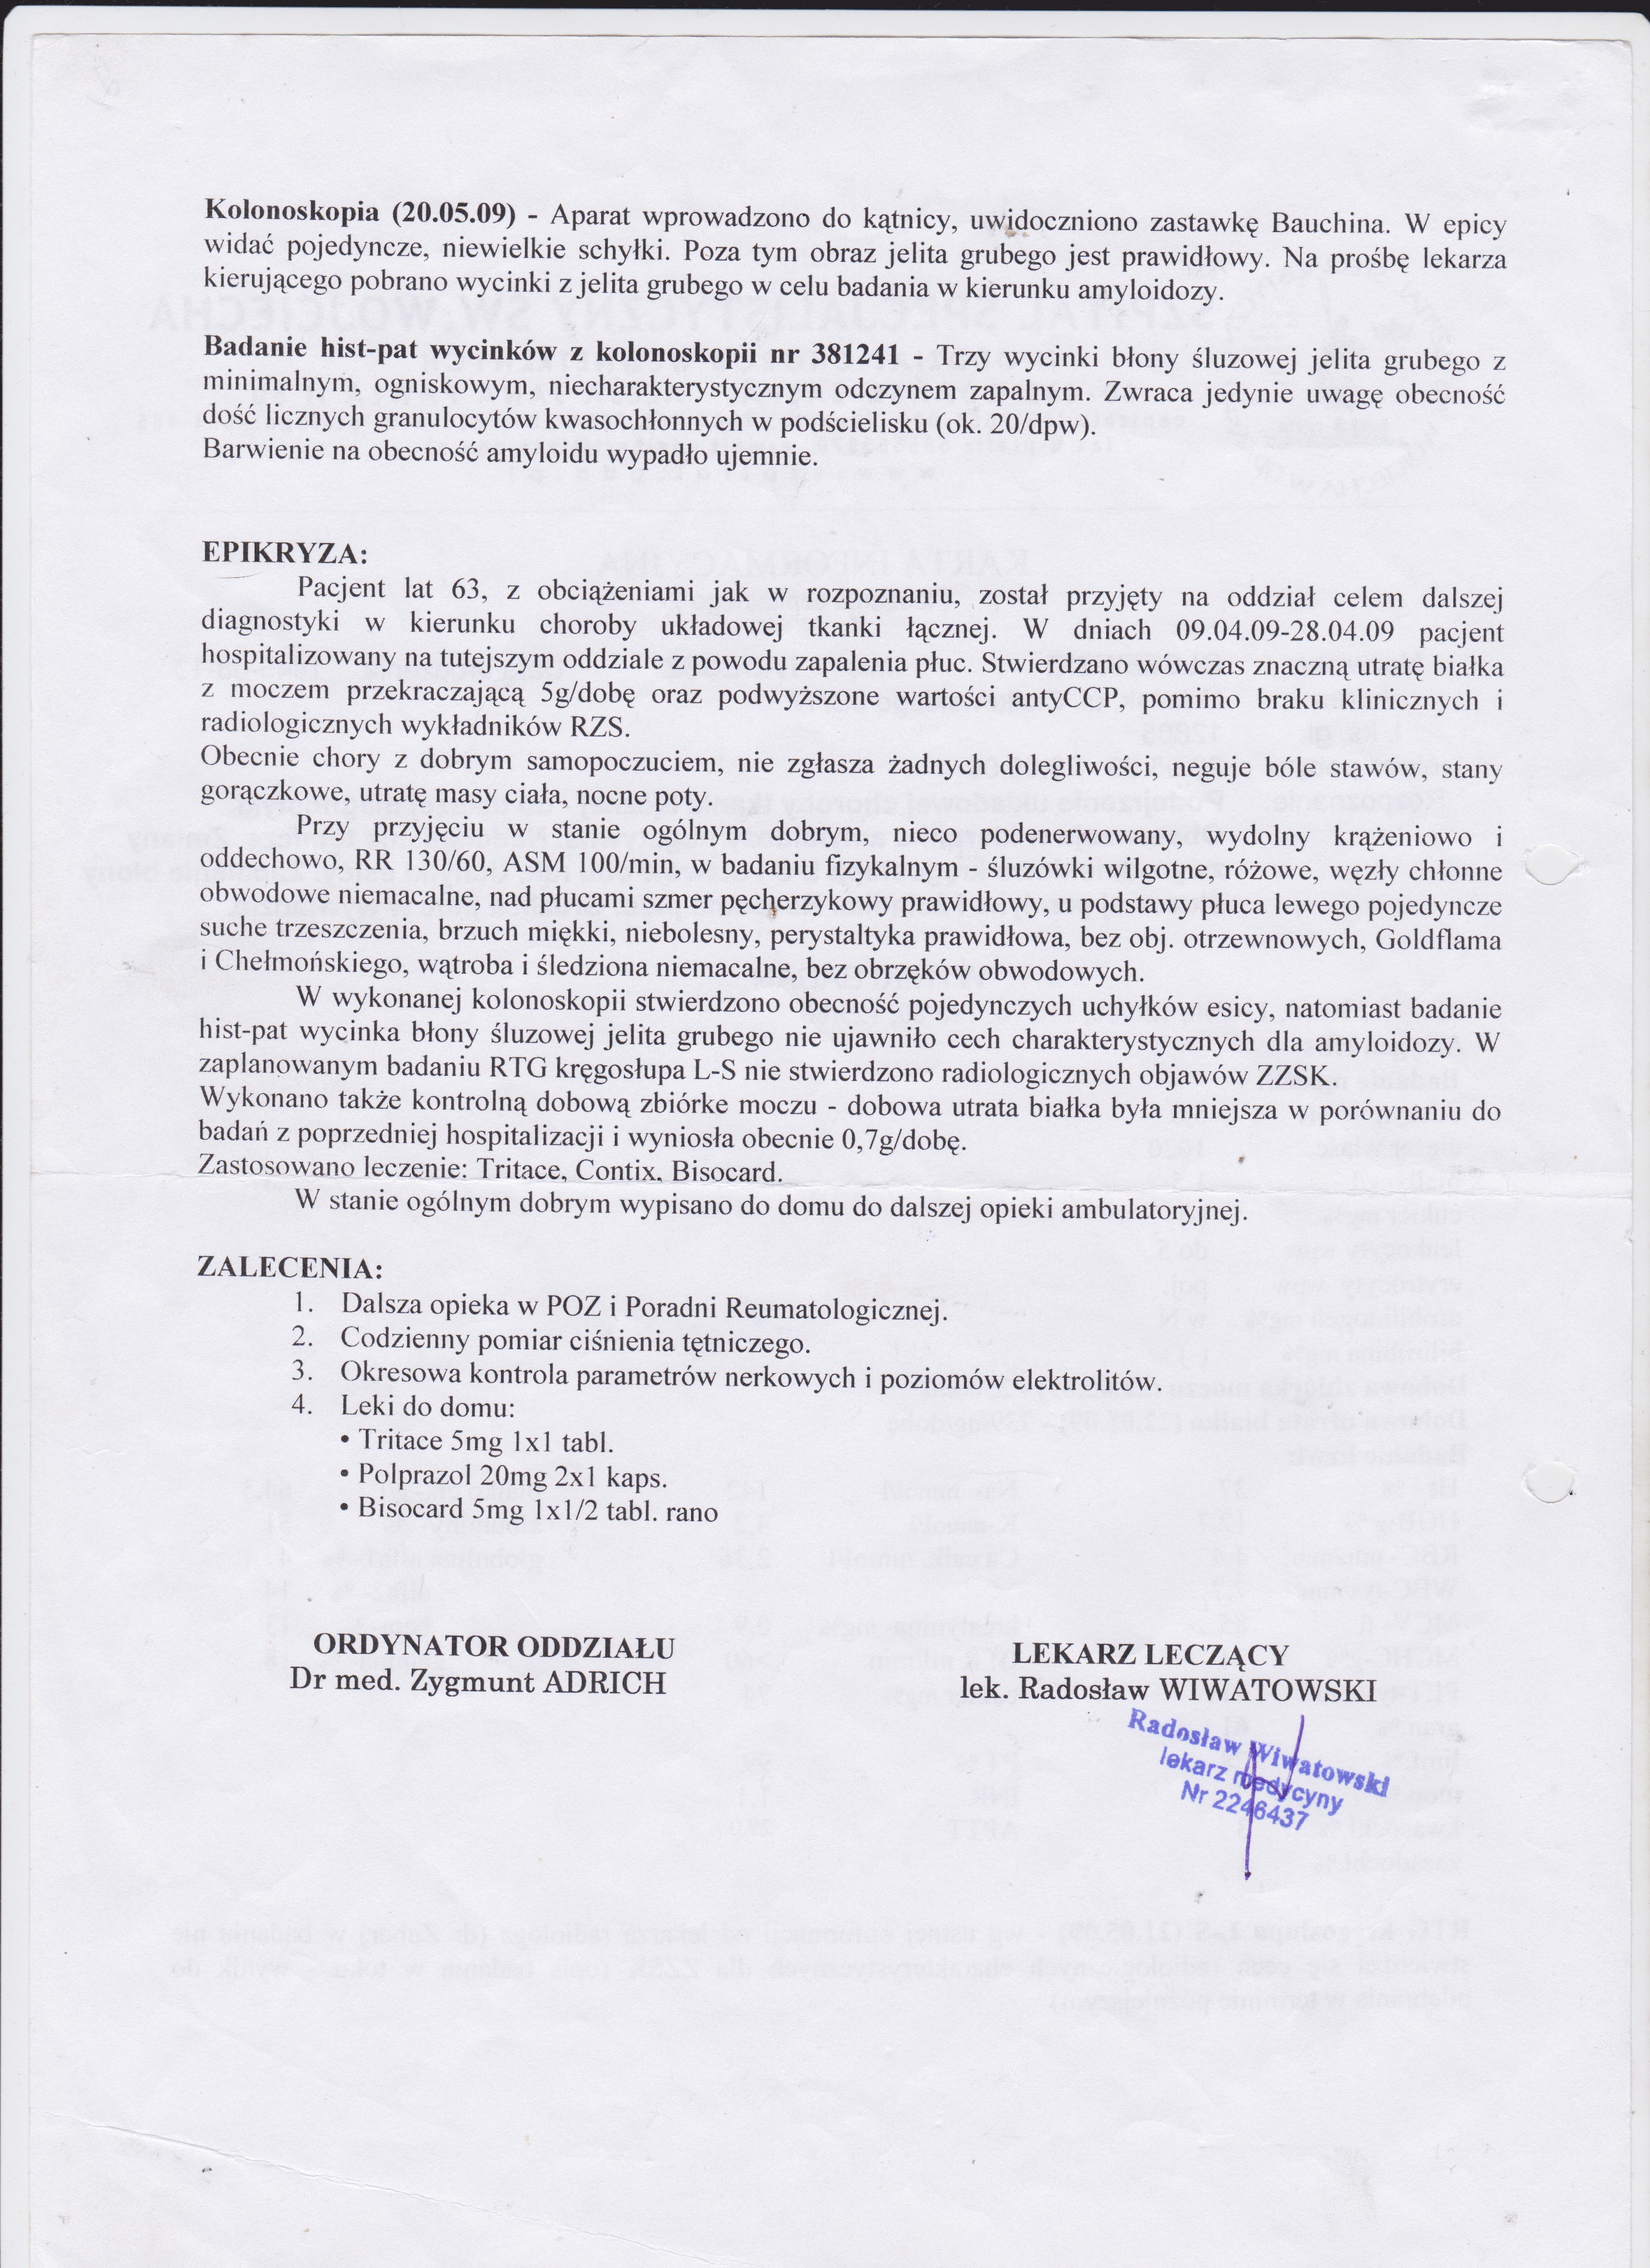 Kolonoskopia (20.05.09) - Aparat wprowadzono do kątnicy, uwidoczniono zastawkę Bauchina. W epicy
widać pojedyncze, niewielkie schyłki. Poza tym obraz jelita grubego jest prawidłowy. Na prośbę lekarza
kierującego pobrano wycinki z jelita grubego w celu badania w kierunku amyloidozy.
Badanie hist-pat wycinków z kolonoskopii nr 381241 - Trzy wycinki błony śluzowej jelita grubego z
minimalnym, ogniskowym, niecharakterystycznym odczynem zapalnym. Zwraca jedynie uwagę obecność
dość licznych granulocytów kwasochłonnych w podścielisku (ok. 20/dpw).
Barwienie na obecność amyloidu wypadło ujemnie.
EPIKRYZA:
Pacjent lat 63, z obciążeniami jak w rozpoznaniu, został przyjęty na oddział celem dalszej
diagnostyki w kierunku choroby układowej tkanki łącznej. W dniach 09.04.09-28.04.09 pacjent
hospitalizowany na tutejszym oddziale z powodu zapalenia płuc. Stwierdzano wówczas znaczną utratę białka
z moczem przekraczającą 5g/dobę oraz podwyższone wartości antyCCP, pomimo braku klinicznych i
radiologicznych wykładników RZS.
Obecnie chory z dobrym samopoczuciem, nie zgłasza żadnych dolegliwości, neguje bóle stawów, stany
gorączkowe, utratę masy ciała, nocne poty.
Przy przyjęciu w stanie ogólnym dobrym, nieco podenerwowany, wydolny krążeniowo i
oddechowo, RR 130/60, ASM 100/min, w badaniu fizykalnym - śluzówki wilgotne, różowe, węzły chłonne
obwodowe niemacalne, nad płucami szmer pęcherzykowy prawidłowy, u podstawy płuca lewego pojedyncze
suche trzeszczenia, brzuch miękki, niebolesny, perystaltyka prawidłowa, bez obj. otrzewnowych, Goldflama
i Chełmońskiego, wątroba i śledziona niemacalne, bez obrzęków obwodowych.
W wykonanej kolonoskopii stwierdzono obecność pojedynczych uchyłków esicy, natomiast badanie
hist-pat wycinka błony śluzowej jelita grubego nie ujawniło cech charakterystycznych dla amyloidozy. W
zaplanowanym badaniu RTG kręgosłupa L-S nie stwierdzono radiologicznych objawów ZZSK.
Wykonano także kontrolną dobową zbiórke moczu - dobowa utrata białka była mniejsza w porównaniu do
badań z poprzedniej hospitalizacji i wyniosła obecnie 0,7g/dobę.
Zastosowano leczenie: Tritace, Contix, Bisocard.
W stanie ogólnym dobrym wypisano do domu do dalszej opieki ambulatoryjnej.
ZALECENIA:
1. Dalsza opieka w POZ i Poradni Reumatologicznej.
2. Codzienny pomiar ciśnienia tętniczego.
3. Okresowa kontrola parametrów nerkowych i poziomów elektrolitów.
4. Leki do domu:
• Tritace 5mg 1x1 tabl.
• Polprazol 20mg 2x1 kaps.
• Bisocard 5mg 1x1/2 tabl. rano
ORDYNATOR ODDZIAŁU
Dr med. Zygmunt ADRICH
LEKARZ LECZĄCY
lek. Radosław WIWATOWSKI
Radosław Wiwatowski
lekarz medycyny
Nr 2246437